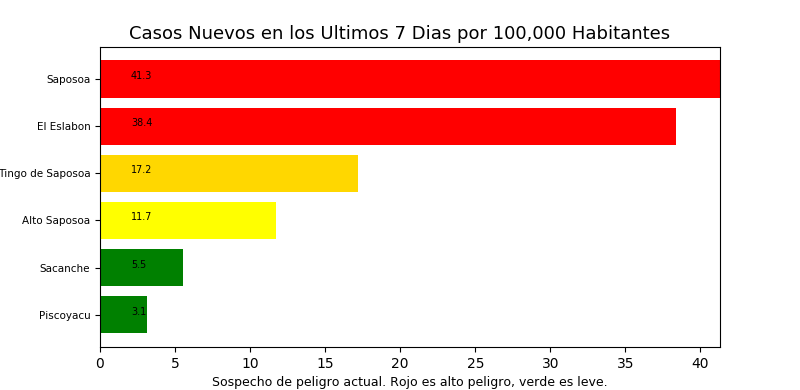 Casos Nuevos en los Ultimos 7 Dias por 100,000 Habitantes
Saposoa 41.3
El Eslabon 38.4
Tingo de Saposoa 17.2
Alto Saposoa 11.7
Sacanche 5.5
Piscoyacu 3.1
0 5 10 15 20 25 30 35 40
Sospecho de peligro actual. Rojo es alto peligro, verde es leve.